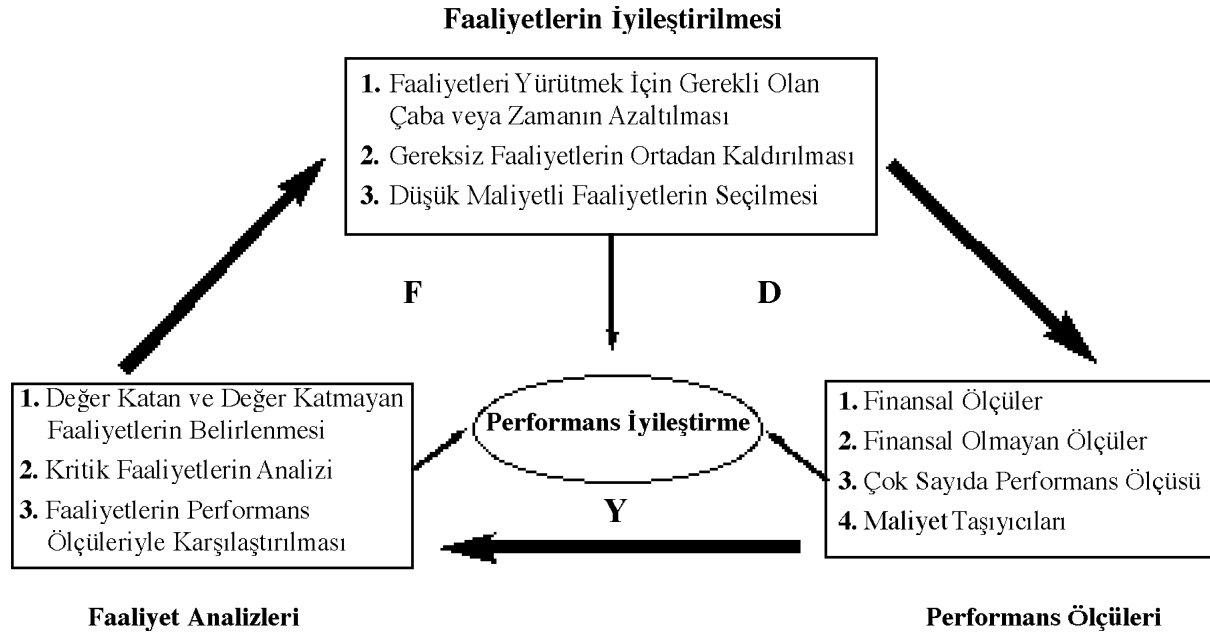 Faaliyetlerin İyileştirilmesi
1. Faaliyetleri Yürütmek İçin Gerekli Olan
Çaba veya Zamanın Azaltılması
2. Gereksiz Faaliyetlerin Ortadan Kaldırılması
3. Düşük Maliyetli Faaliyetlerin Seçilmesi
F
D
1. Değer Katan ve Değer Katmayan
Faaliyetlerin Belirlenmesi
2. Kritik Faaliyetlerin Analizi
3. Faaliyetlerin Performans
Ölçüleriyle Karşılaştırılması
Performans İyileştirme
Y
1. Finansal Ölçüler
2. Finansal Olmayan Ölçüler
3. Çok Sayıda Performans Ölçüsü
4. Maliyet Taşıyıcıları
Faaliyet Analizleri
Performans Ölçüleri